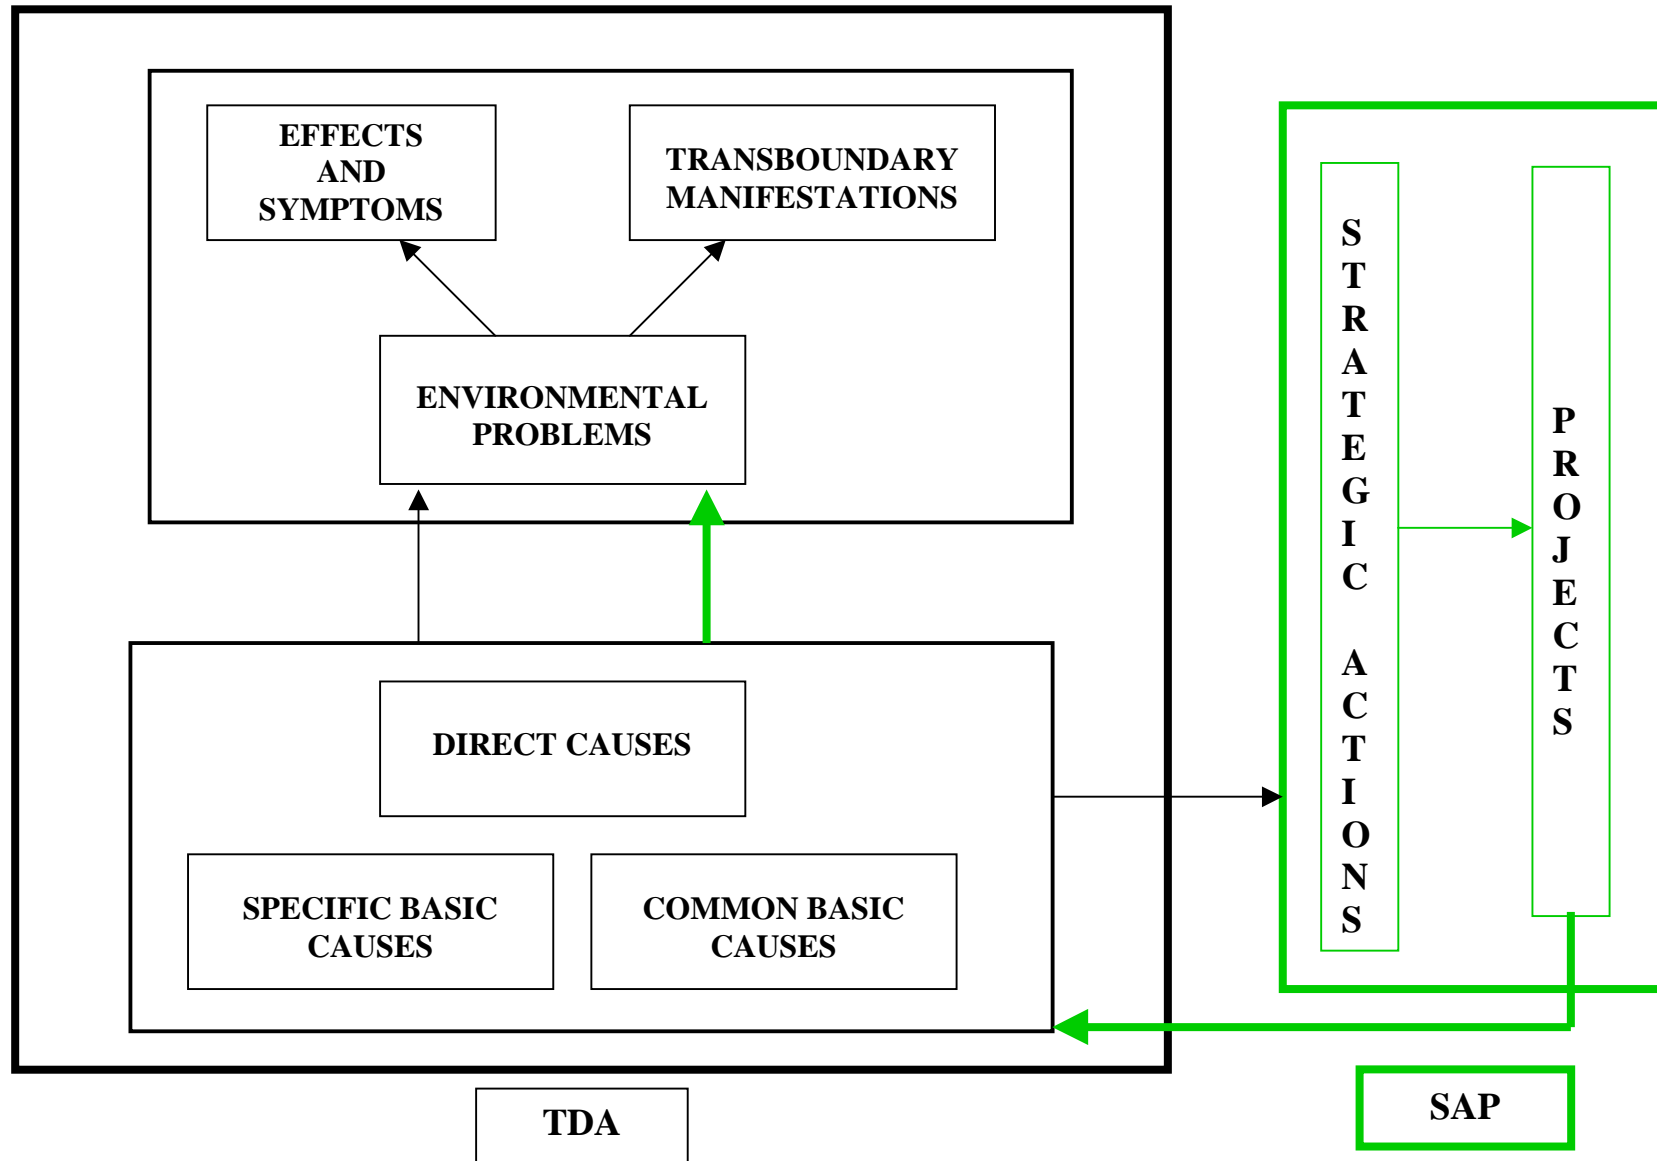 EFFECTS
AND
SYMPTOMS
TRANSBOUNDARY
MANIFESTATIONS
ENVIRONMENTAL
PROBLEMS
DIRECT CAUSES
SPECIFIC BASIC
CAUSES
COMMON BASIC
CAUSES
STRATEGIC ACTIONS
PROJECTS
TDA
SAP